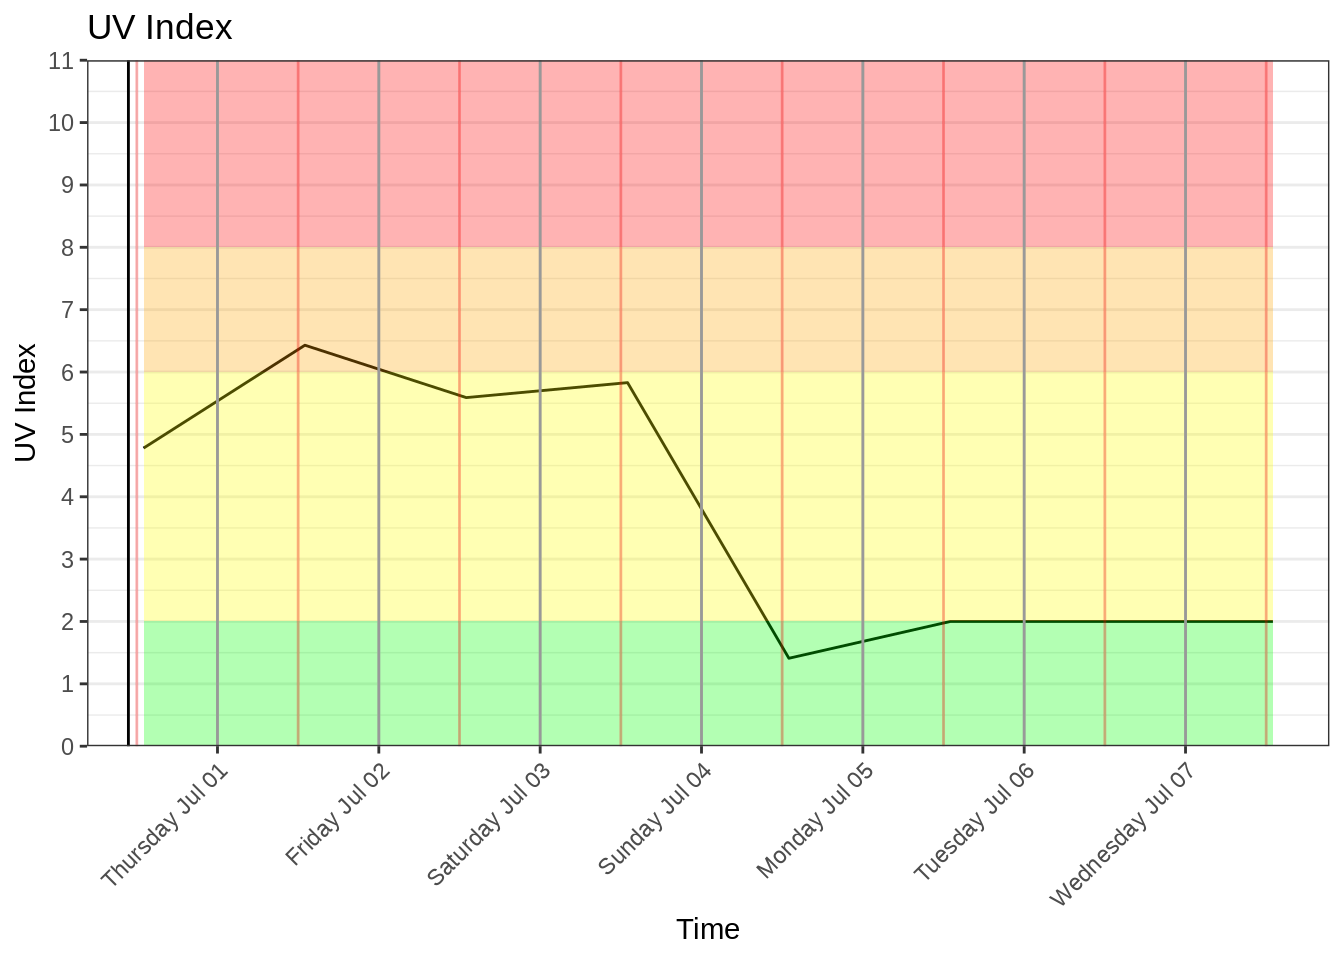 UV Index
11
10
9
8
7
6
5
4
3
2
1
0
UV Index
Thursday Jul 01
Friday Jul 02
Saturday Jul 03
Sunday Jul 04
Monday Jul 05
Tuesday Jul 06
Wednesday Jul 07
Time